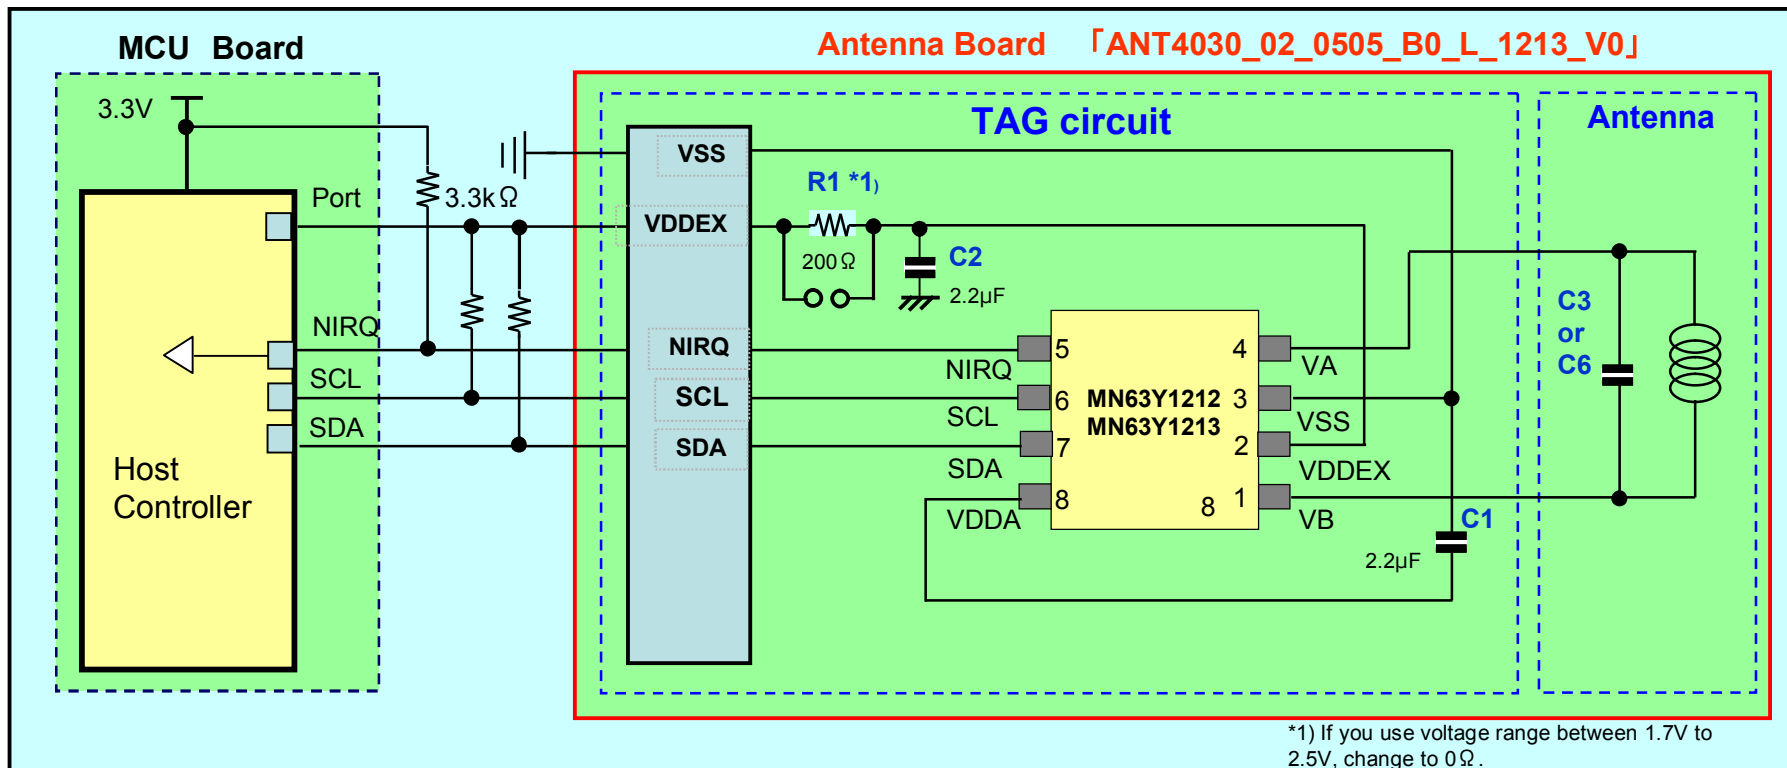 MCU Board
Antenna Board 「ANT4030_02_0505_B0_L_1213_V0」
3.3V
Port
3.3kΩ
NIRQ
SCL
SDA
Host
Controller
TAG circuit
VSS
VDDEX
NIRQ
SCL
SDA
R1 *1)
200Ω
C2
2.2µF
NIRQ
SCL
SDA
VDDA
5
6
7
8
MN63Y1212
MN63Y1213
4
3
2
1
8
VA
VSS
VDDEX
VB
C1
2.2µF
Antenna
C3
or
C6
*1) If you use voltage range between 1.7V to
2.5V, change to 0Ω.